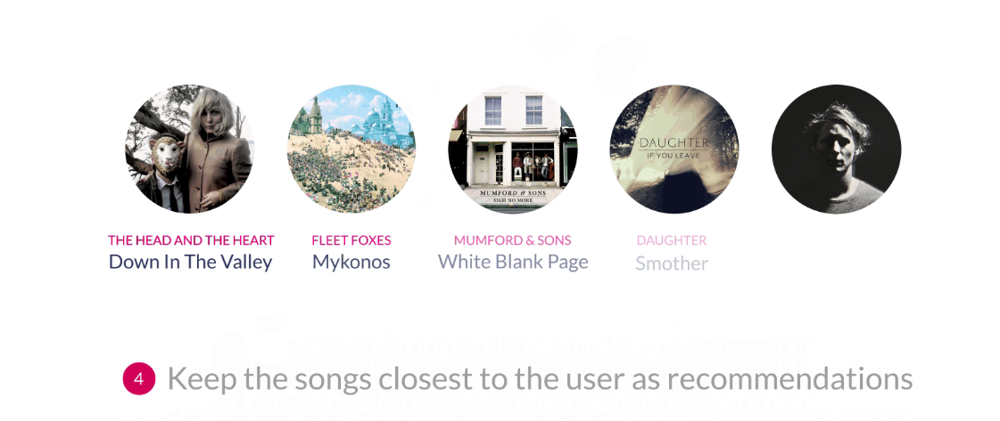 DAUGHTER
IF YOU LEAVE
MUMFORD & SONS
SIGH NO MORE
THE HEAD AND THE HEART
Down In The Valley
FLEET FOXES
Mykonos
MUMFORD & SONS
White Blank Page
DAUGHTER
Smother
4 Keep the songs closest to the user as recommendations